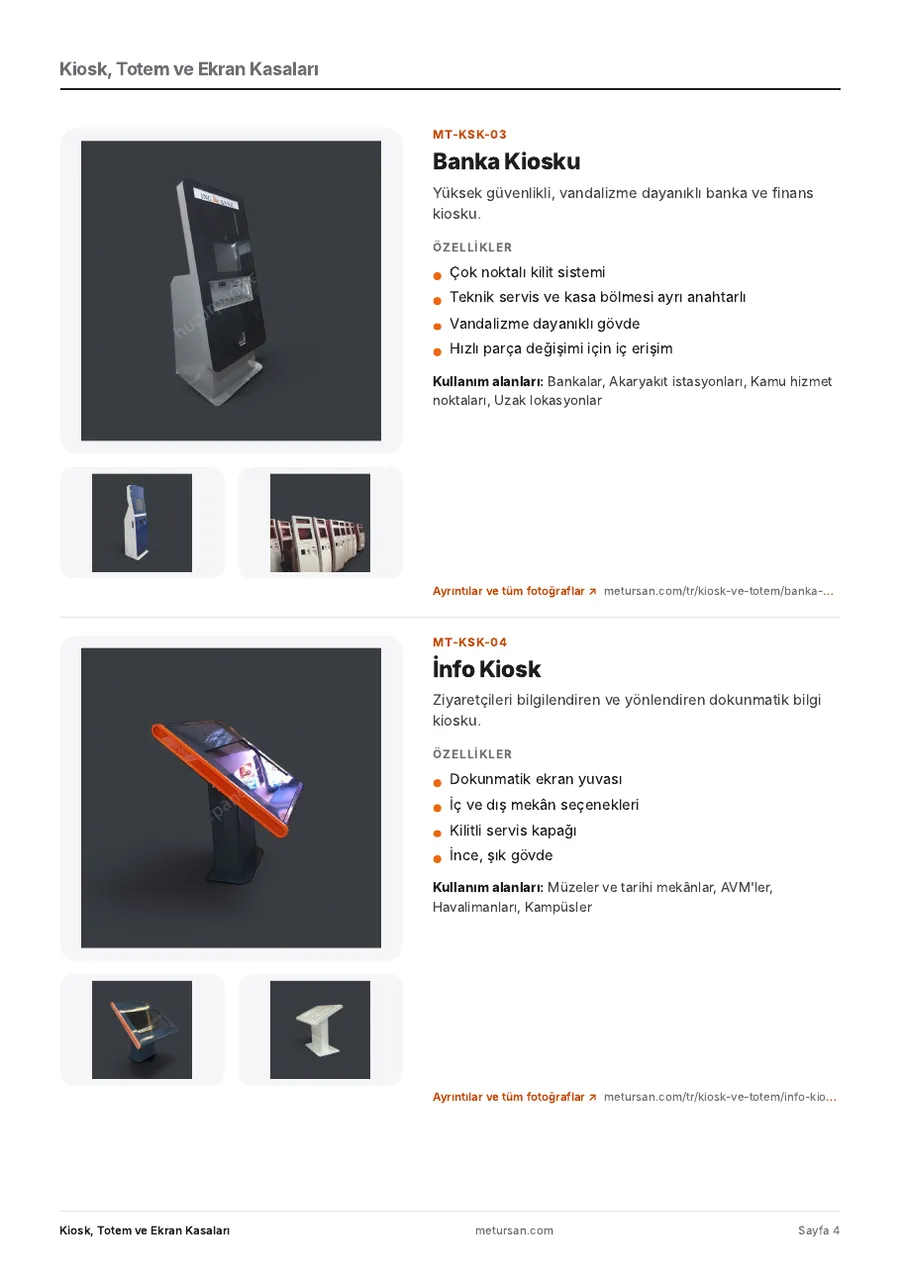 Kiosk, Totem ve Ekran Kasaları
MT-KSK-03
Banka Kiosku
Yüksek güvenlikli, vandalizme dayanıklı banka ve finans
kiosku.
ÖZELLİKLER
Çok noktalı kilit sistemi
Teknik servis ve kasa bölmesi ayrı anahtarlı
Vandalizme dayanıklı gövde
Hızlı parça değişimi için iç erişim
Kullanım alanları: Bankalar, Akaryakıt istasyonları, Kamu hizmet
noktaları, Uzak lokasyonlar
ING BANK
Ayrıntılar ve tüm fotoğraflar ↗ metursan.com/tr/kiosk-ve-totem/banka-…
MT-KSK-04
İnfo Kiosk
Ziyaretçileri bilgilendiren ve yönlendiren dokunmatik bilgi
kiosku.
ÖZELLİKLER
Dokunmatik ekran yuvası
İç ve dış mekân seçenekleri
Kilitli servis kapağı
İnce, şık gövde
Kullanım alanları: Müzeler ve tarihi mekânlar, AVM'ler,
Havalimanları, Kampüsler
Ayrıntılar ve tüm fotoğraflar ↗ metursan.com/tr/kiosk-ve-totem/info-kio…
Kiosk, Totem ve Ekran Kasaları
metursan.com
Sayfa 4